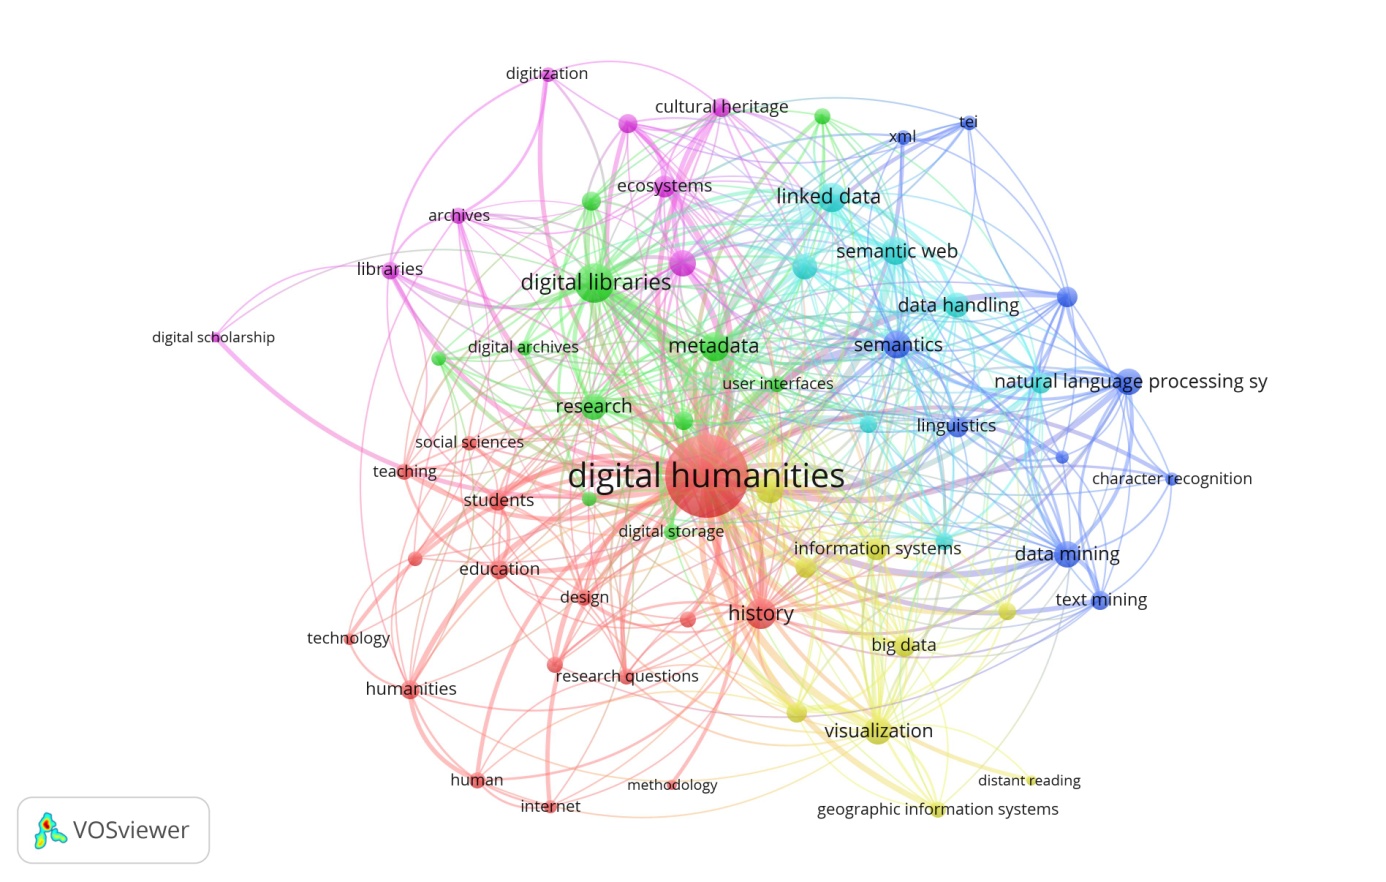 digitization
cultural heritage
tei
xml
ecosystems
linked data
archives
semantic web
libraries
digital libraries
data handling
digital scholarship
digital archives
metadata
semantics
user interfaces
natural language processing sy
research
linguistics
social sciences
teaching
digital humanities
character recognition
students
digital storage
information systems
data mining
education
design
text mining
history
technology
big data
research questions
humanities
visualization
human
methodology
distant reading
internet
geographic information systems
VOSviewer